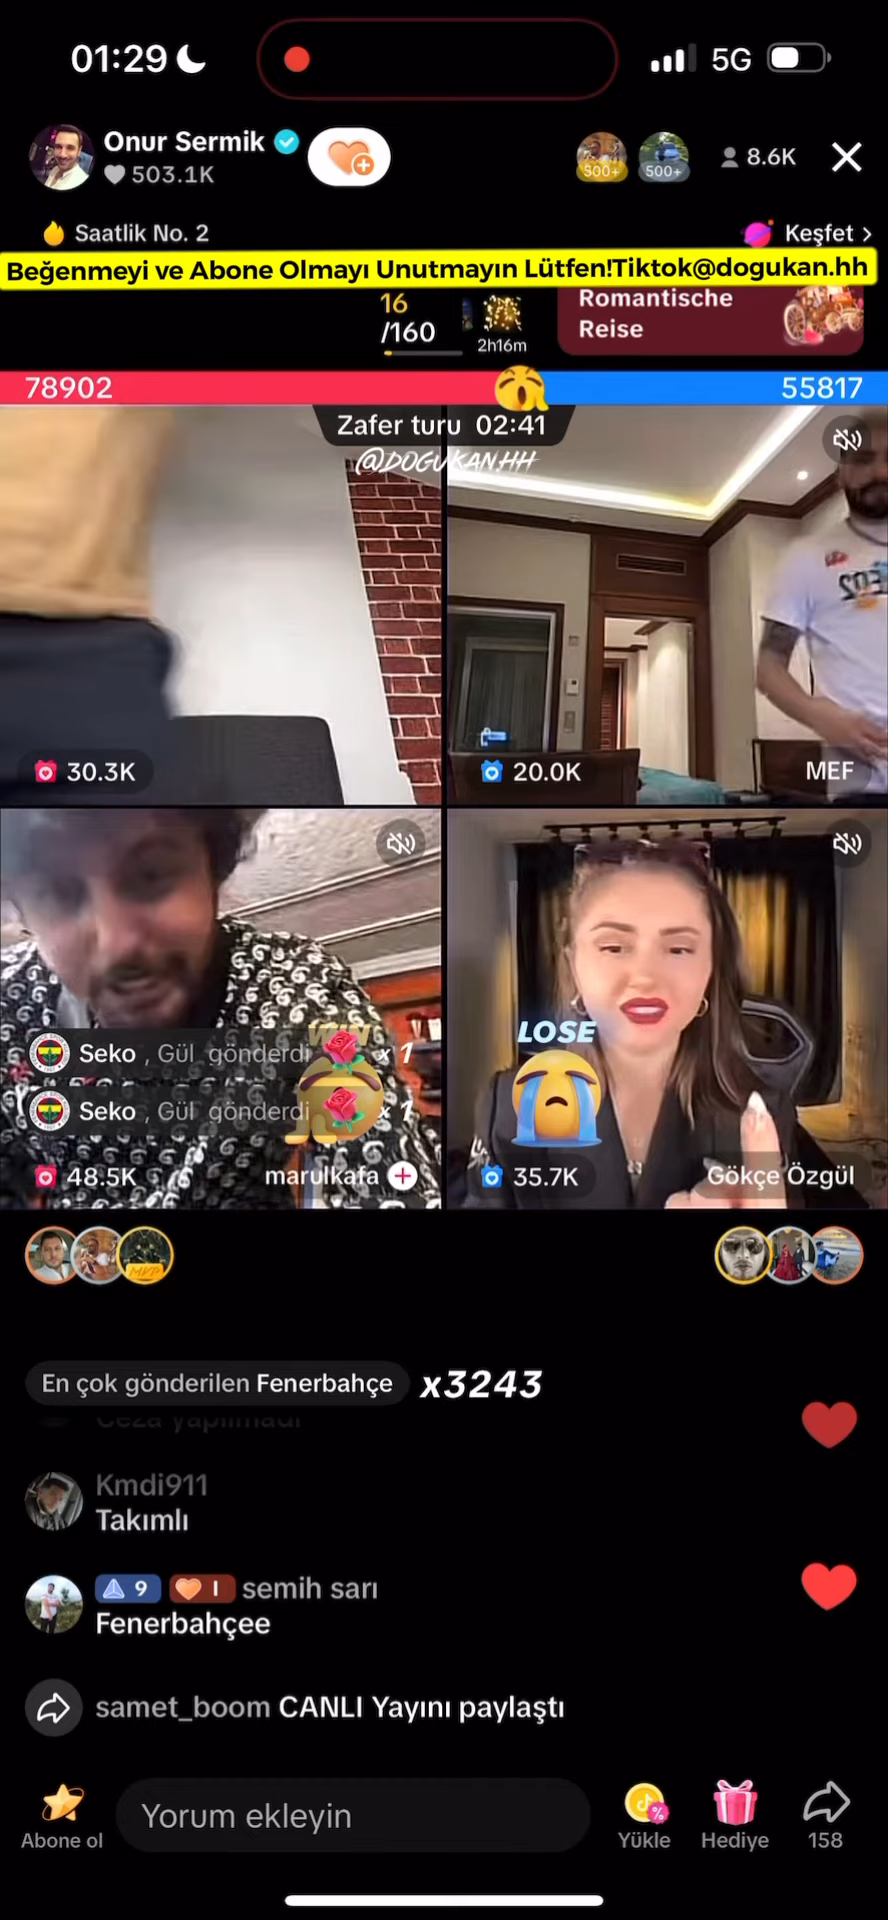 01:29
5G
Onur Sermik
503.1K
500+
500+
8.6K
Saatlik No. 2
Keşfet >
Beğenmeyi ve Abone Olmayı Unutmayın Lütfen!Tiktok@dogukan.hh
16
/160
2h16m
Romantische
Reise
78902
55817
Zafer turu 02:41
@DOGUKAN.HH
30.3K
20.0K
MEF
LOSE
Seko , Gül gönderdi x 1
Seko , Gül gönderdi x 1
48.5K
marulkafa
35.7K
Gökçe Özgül
MVP
En çok gönderilen Fenerbahçe x3243
Ceza yapılmadı
Kmdi911
Takımlı
9 I semih sarı
Fenerbahçee
samet_boom CANLI Yayını paylaştı
Abone ol
Yorum ekleyin
Yükle
Hediye
158